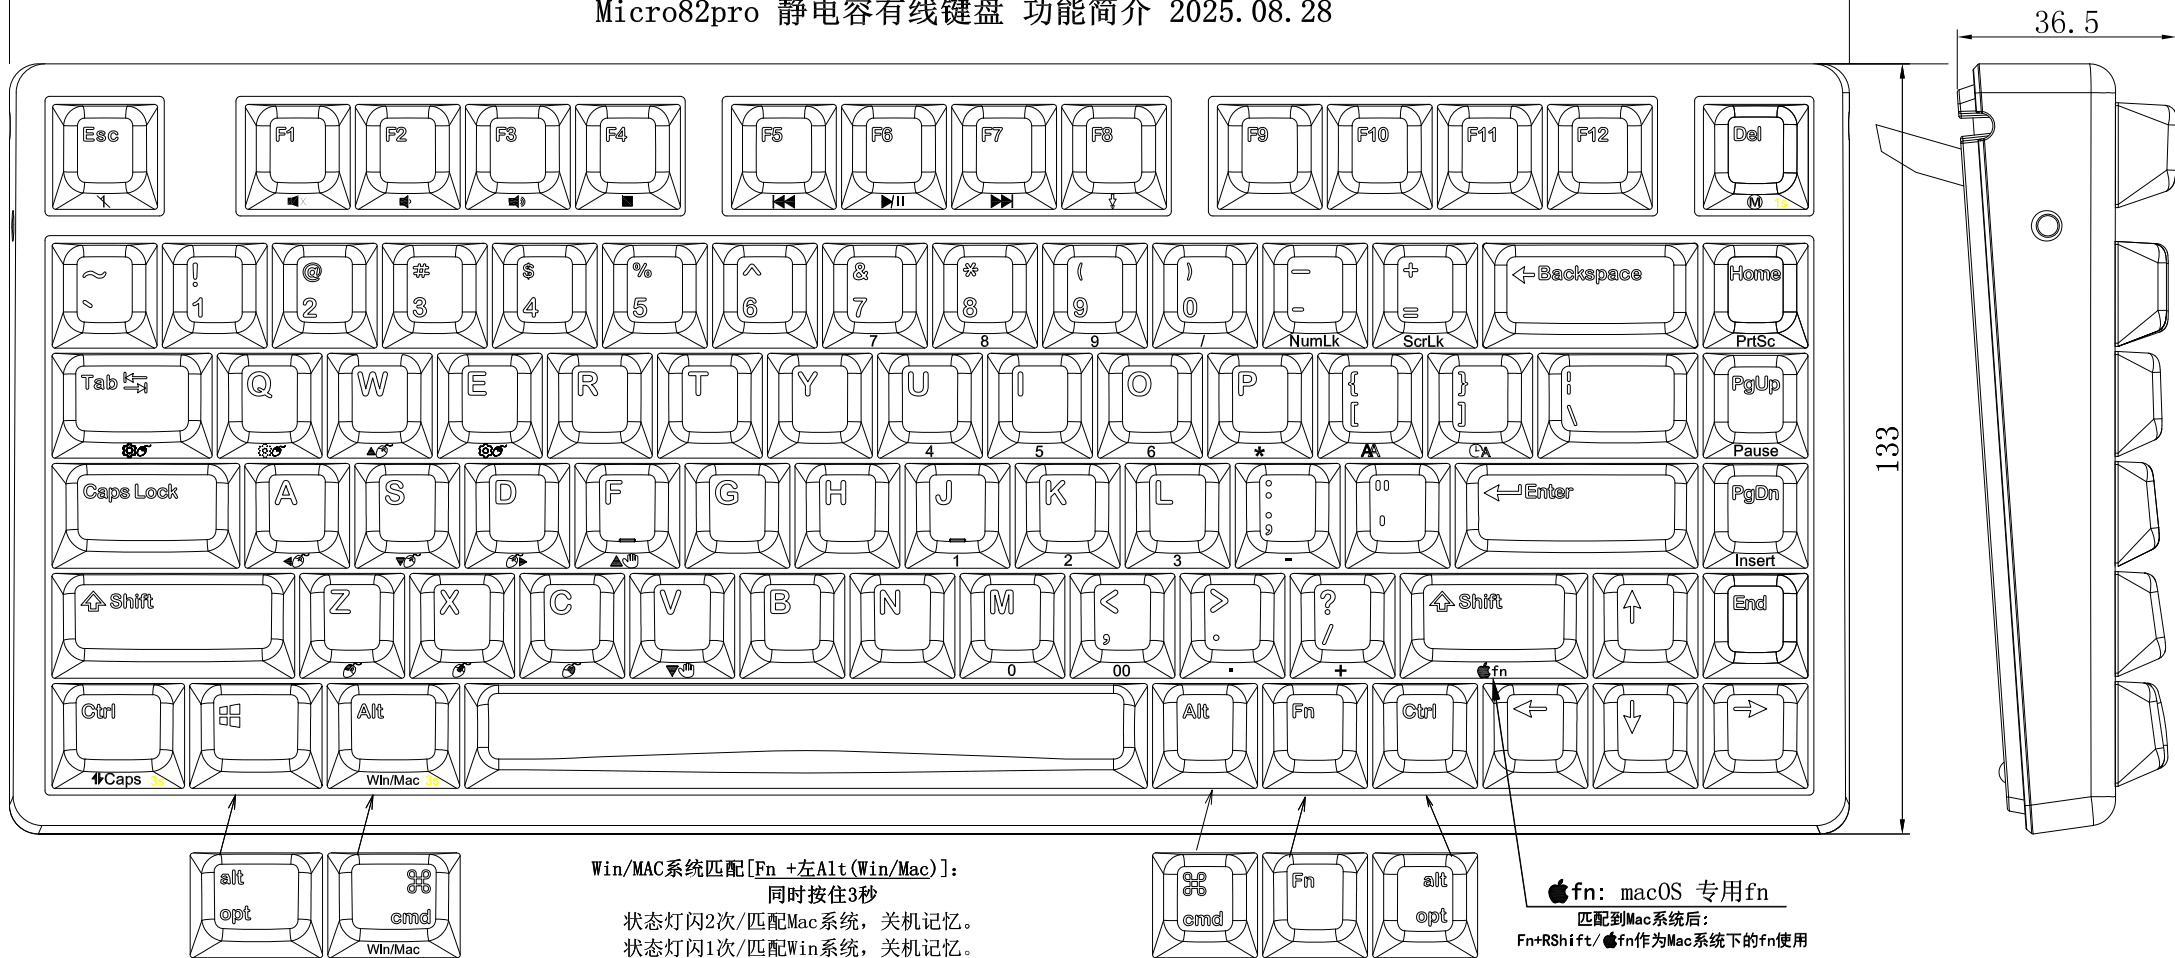 Micro82pro 静电容有线键盘 功能简介 2025.08.28
36.5
Esc F1 F2 F3 F4 F5 F6 F7 F8 F9 F10 F11 F12 Del
M 1s
~ ! @ # $ % ^ & * ( ) — + ←Backspace Home
` 1 2 3 4 5 6 7 8 9 0 - =
7 8 9 / NumLk ScrLk PrtSc
Tab Q W E R T Y U I O P { } ¦ PgUp
[ ] \
4 5 6 * AA A Pause
133
Caps Lock A S D F G H J K L : " Enter PgDn
; '
1 2 3 - Insert
Shift Z X C V B N M < > ? Shift ↑ End
, . /
0 00 . + fn
Ctrl Alt Alt Fn Ctrl ← ↓ →
Caps 3s Win/Mac 3s
alt ⌘ ⌘ Fn alt
opt cmd cmd opt
Win/Mac
Win/MAC系统匹配[Fn +左Alt(Win/Mac)]:
同时按住3秒
状态灯闪2次/匹配Mac系统, 关机记忆。
状态灯闪1次/匹配Win系统, 关机记忆。
fn: macOS 专用fn
匹配到Mac系统后:
Fn+RShift/fn作为Mac系统下的fn使用